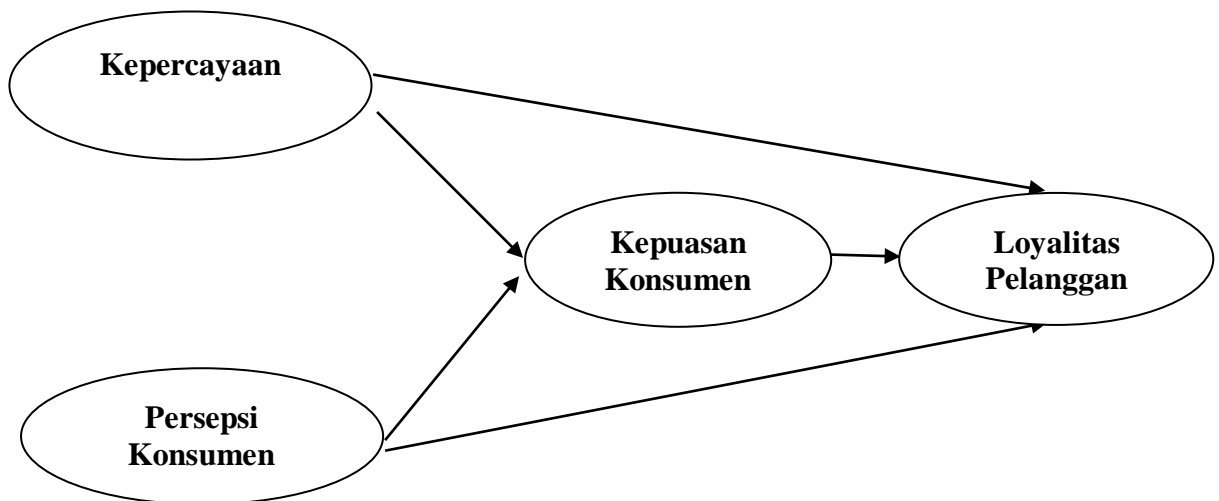 Kepercayaan
Kepuasan
Konsumen
Loyalitas
Pelanggan
Persepsi
Konsumen